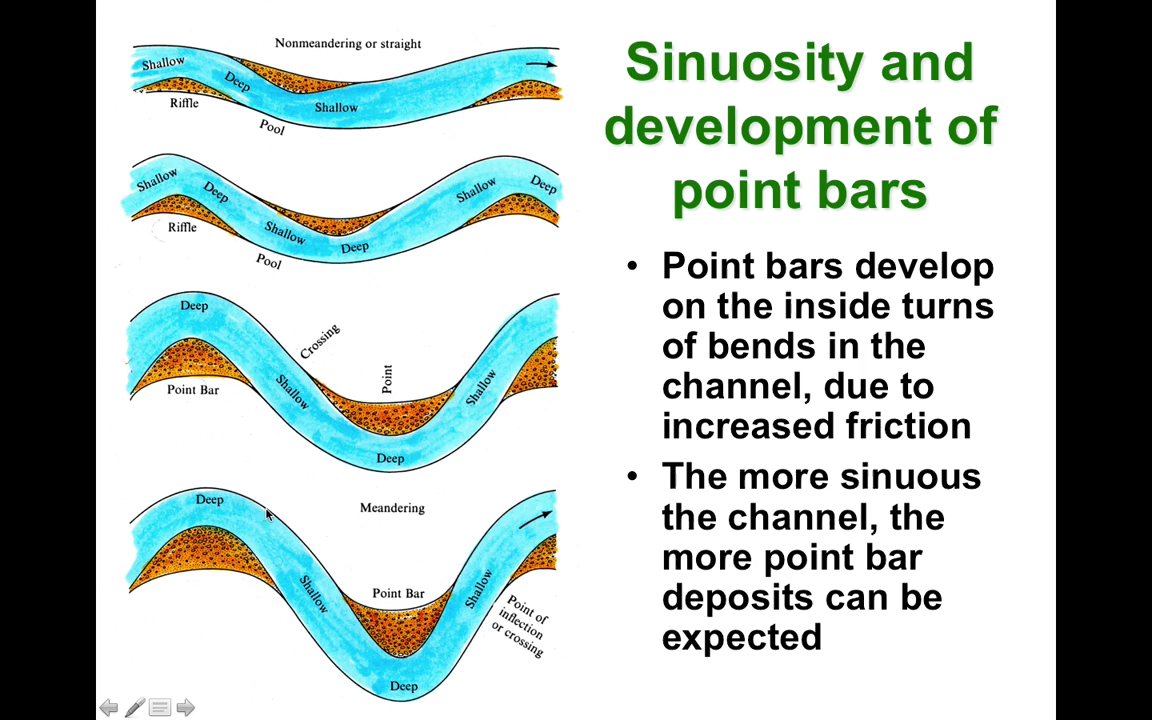 Nonmeandering or straight
Shallow
Deep
Riffle
Shallow
Pool
Shallow
Deep
Shallow
Deep
Riffle
Shallow
Deep
Pool
Deep
Crossing
Point
Point Bar
Shallow
Shallow
Deep
Deep
Meandering
Shallow
Point Bar
Shallow
Point of
inflection
or crossing
Deep
Sinuosity and
development of
point bars
• Point bars develop
on the inside turns
of bends in the
channel, due to
increased friction
• The more sinuous
the channel, the
more point bar
deposits can be
expected